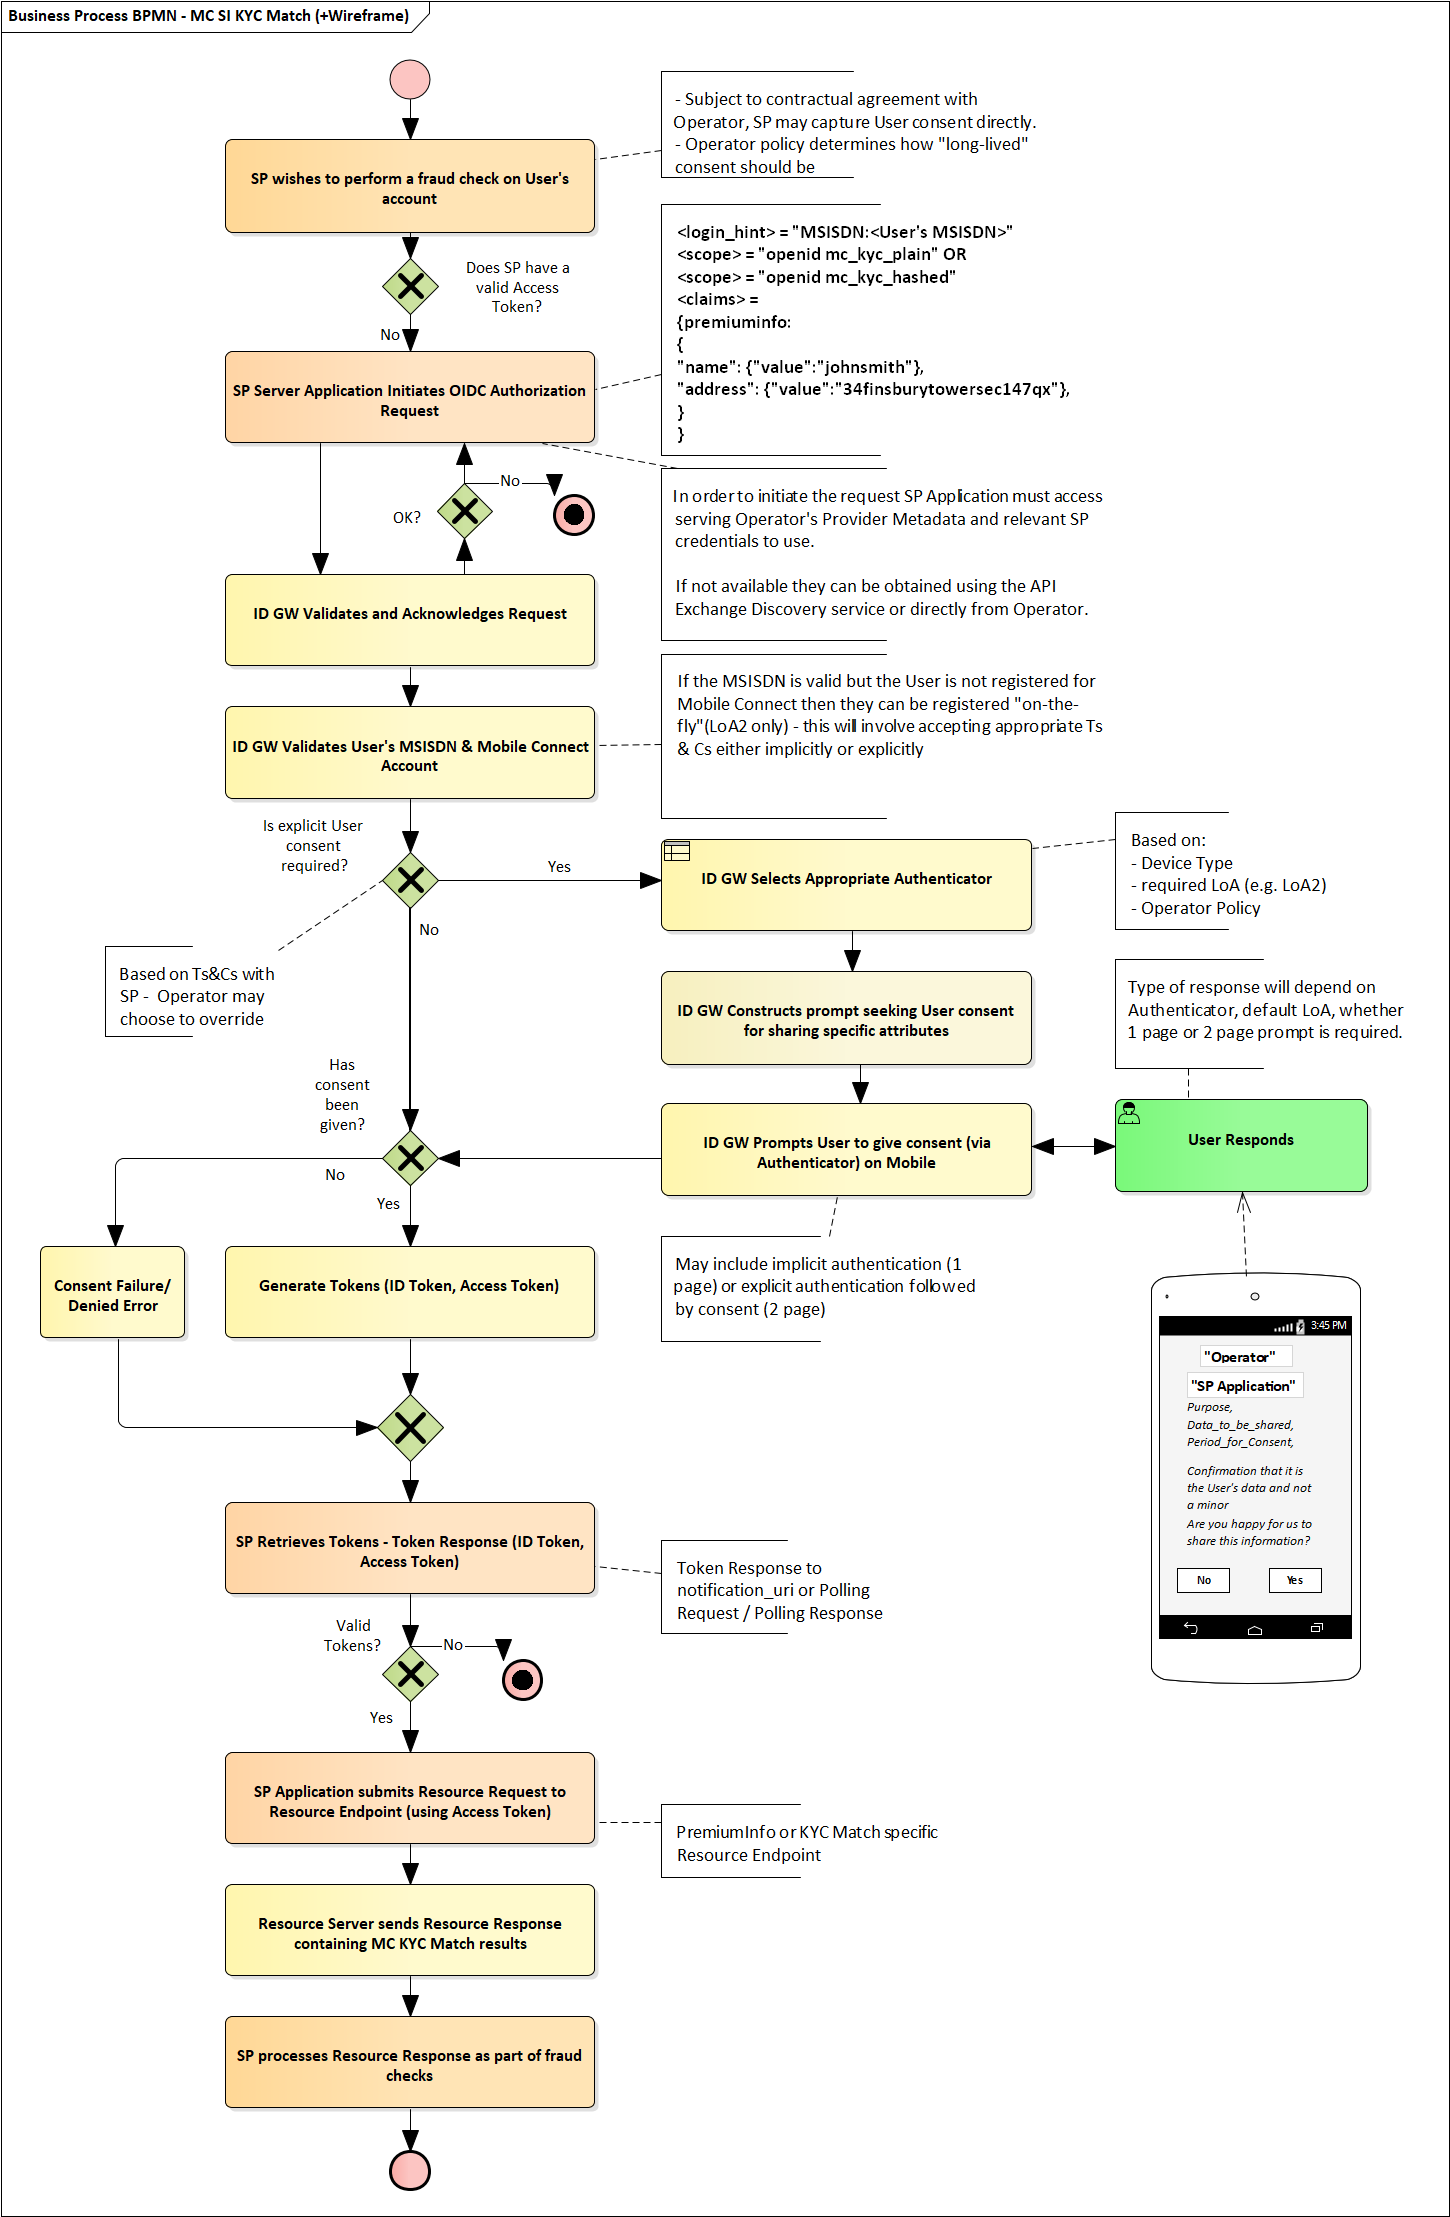 Business Process BPMN - MC SI KYC Match (+Wireframe)
- Subject to contractual agreement with
Operator, SP may capture User consent directly.
- Operator policy determines how "long-lived"
consent should be
SP wishes to perform a fraud check on User's
account
<login_hint> = "MSISDN:<User's MSISDN>"
<scope> = "openid mc_kyc_plain" OR
<scope> = "openid mc_kyc_hashed"
<claims> =
{premiuminfo:
{
"name": {"value":"johnsmith"},
"address": {"value":"34finsburytowersec147qx"},
}
}
Does SP have a
valid Access
Token?
No
SP Server Application Initiates OIDC Authorization
Request
No
OK?
In order to initiate the request SP Application must access
serving Operator's Provider Metadata and relevant SP
credentials to use.
If not available they can be obtained using the API
Exchange Discovery service or directly from Operator.
ID GW Validates and Acknowledges Request
If the MSISDN is valid but the User is not registered for
Mobile Connect then they can be registered "on-the-
fly"(LoA2 only) - this will involve accepting appropriate Ts
& Cs either implicitly or explicitly
ID GW Validates User's MSISDN & Mobile Connect
Account
Is explicit User
consent
required?
Yes
No
ID GW Selects Appropriate Authenticator
Based on:
- Device Type
- required LoA (e.g. LoA2)
- Operator Policy
Based on Ts&Cs with
SP -  Operator may
choose to override
ID GW Constructs prompt seeking User consent
for sharing specific attributes
Type of response will depend on
Authenticator, default LoA, whether
1 page or 2 page prompt is required.
Has
consent
been
given?
No
Yes
ID GW Prompts User to give consent (via
Authenticator) on Mobile
User Responds
Consent Failure/
Denied Error
Generate Tokens (ID Token, Access Token)
May include implicit authentication (1
page) or explicit authentication followed
by consent (2 page)
3:45 PM
"Operator"
"SP Application"
Purpose,
Data_to_be_shared,
Period_for_Consent,
Confirmation that it is
the User's data and not
a minor
Are you happy for us to
share this information?
No
Yes
SP Retrieves Tokens - Token Response (ID Token,
Access Token)
Token Response to
notification_uri or Polling
Request / Polling Response
Valid
Tokens?
No
Yes
SP Application submits Resource Request to
Resource Endpoint (using Access Token)
PremiumInfo or KYC Match specific
Resource Endpoint
Resource Server sends Resource Response
containing MC KYC Match results
SP processes Resource Response as part of fraud
checks